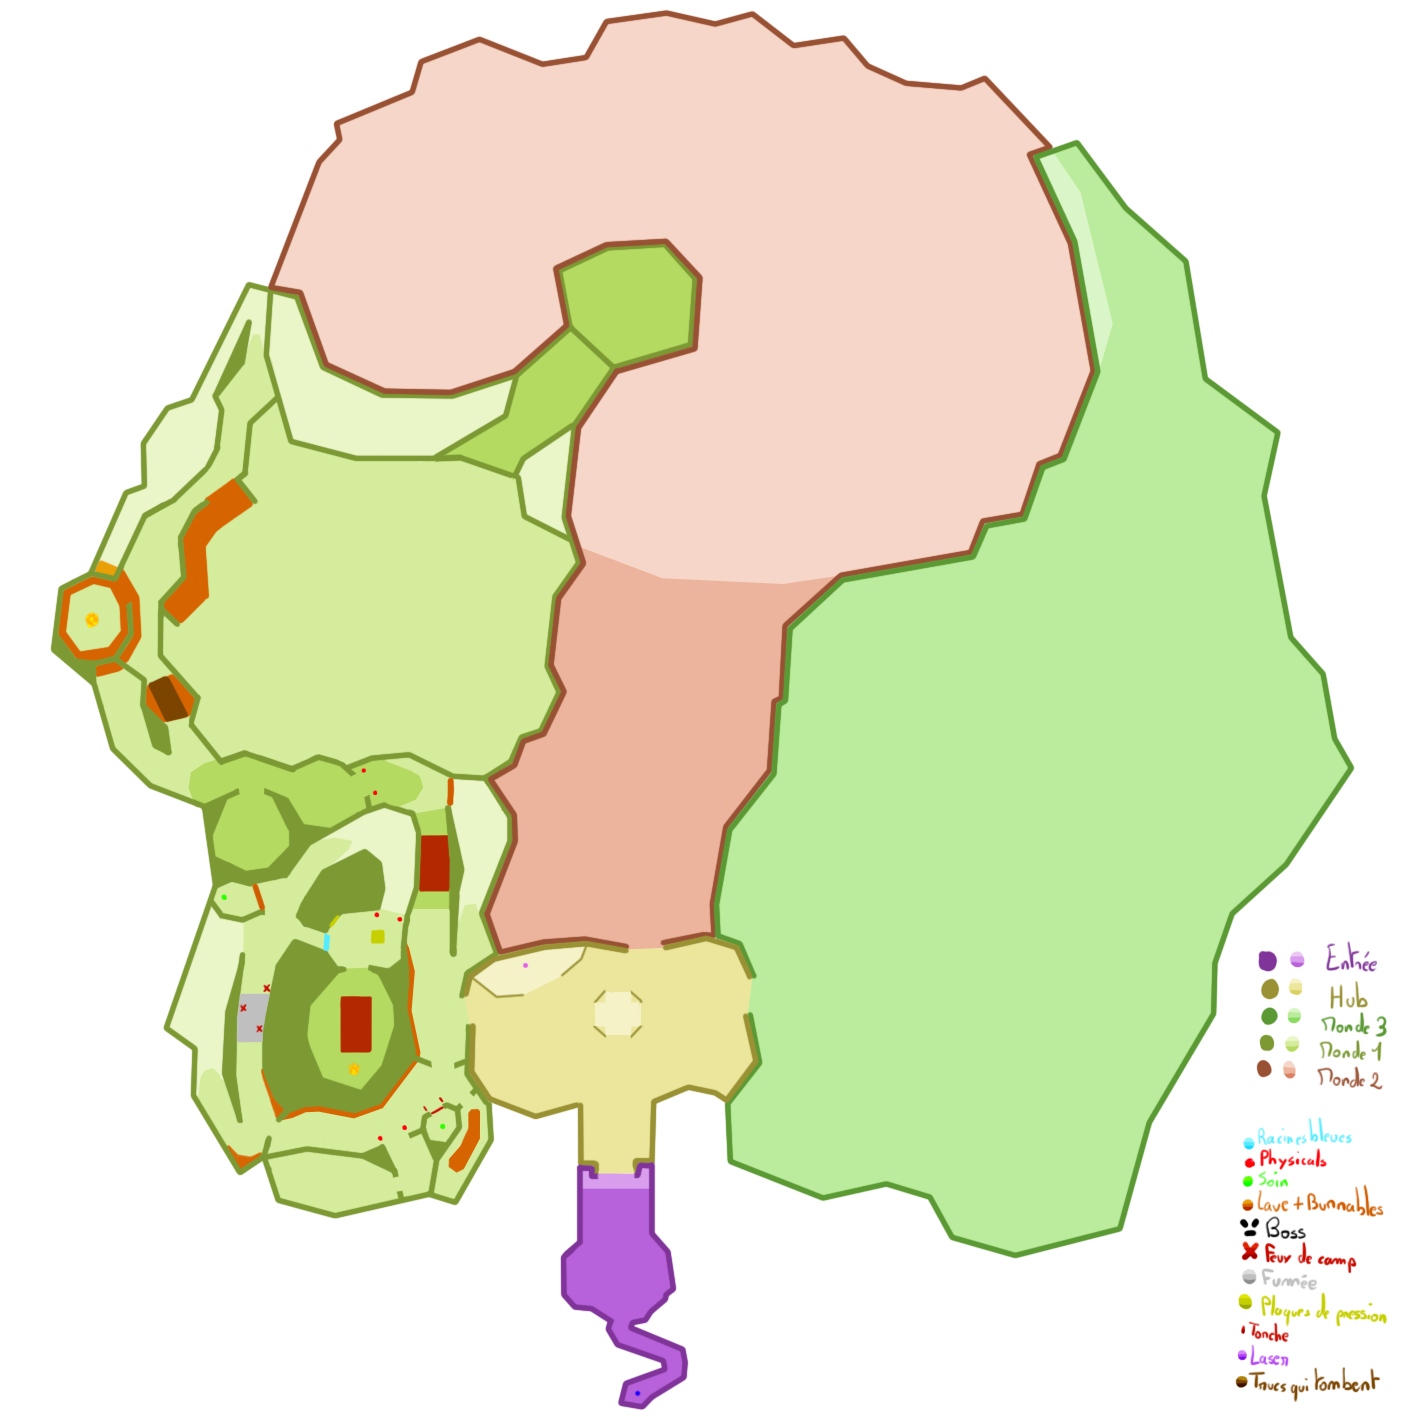 Entrée
Hub
Monde 3
Monde 1
Monde 2
Racines bleues
Physicals
Soin
Lave + Burnables
Boss
Feux de camp
Fumée
Plaques de pression
Torche
Laser
Trucs qui tombent